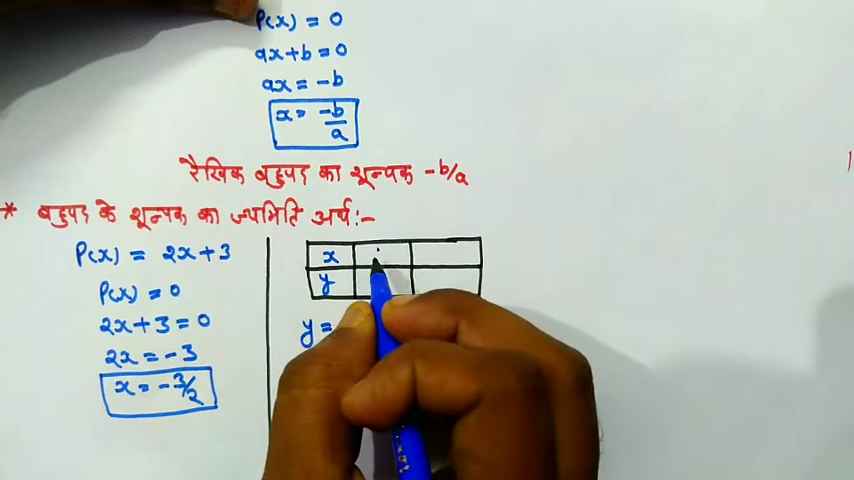 P(x) = 0
ax+b = 0
ax = -b
x = -b/a
रैखिक बहुपद का शून्यक -b/a
* बहुपद के शून्यक का ज्यमिति अर्थ:-
P(x) = 2x+3
P(x) = 0
2x+3 = 0
2x = -3
x = -3/2
x
y
y =